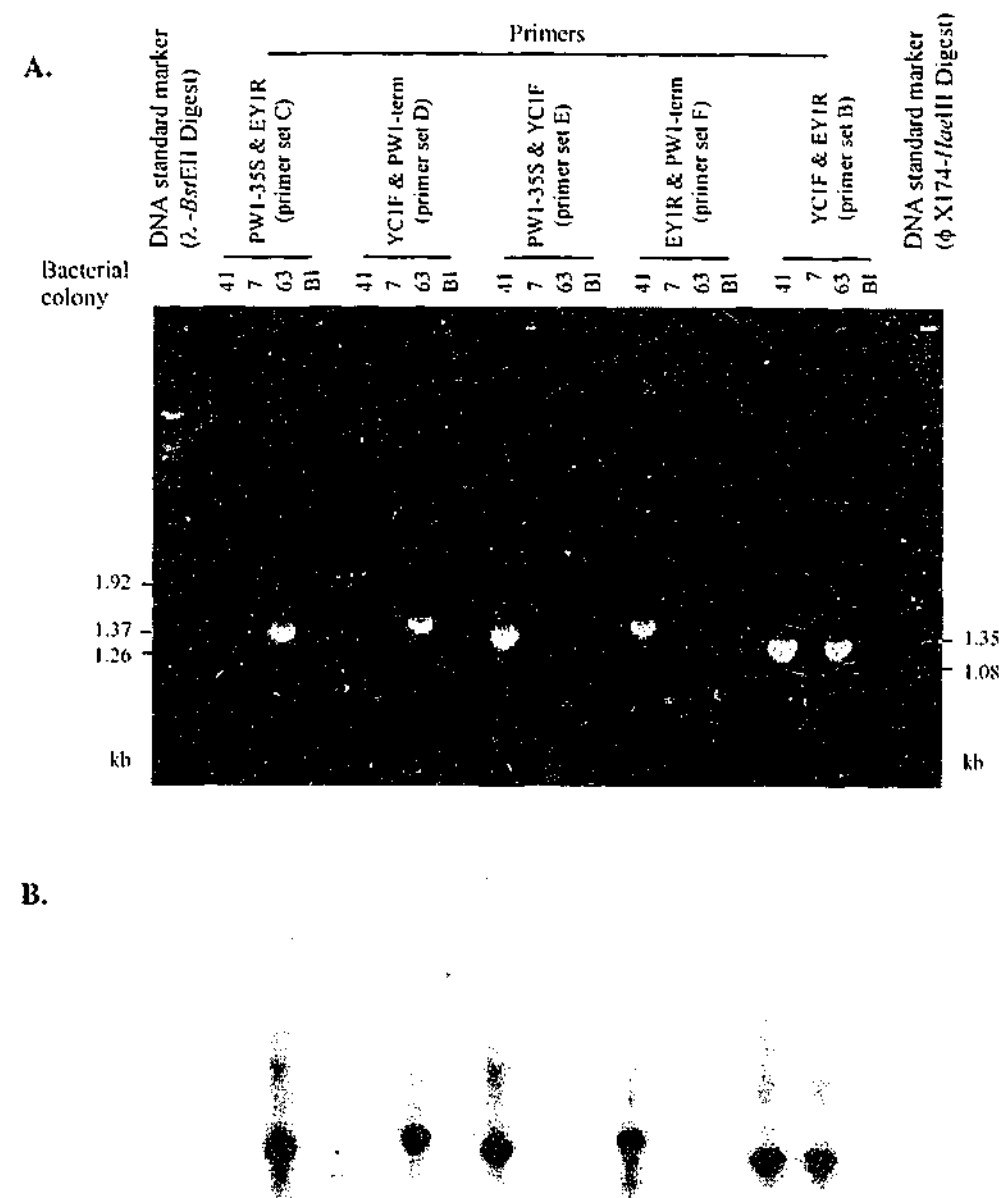 A.
Primers
DNA standard marker
(λ-BstEII Digest)
PW1-35S & EY1R
(primer set C)
YC1F & PW1-term
(primer set D)
PW1-35S & YC1F
(primer set E)
EY1R & PW1-term
(primer set F)
YC1F & EY1R
(primer set B)
DNA standard marker
(ϕ X174-HaeIII Digest)
Bacterial
colony
41 7 63 Bl 41 7 63 Bl 41 7 63 Bl 41 7 63 Bl 41 7 63 Bl
1.92
1.37
1.26
kb
1.35
1.08
kb
B.